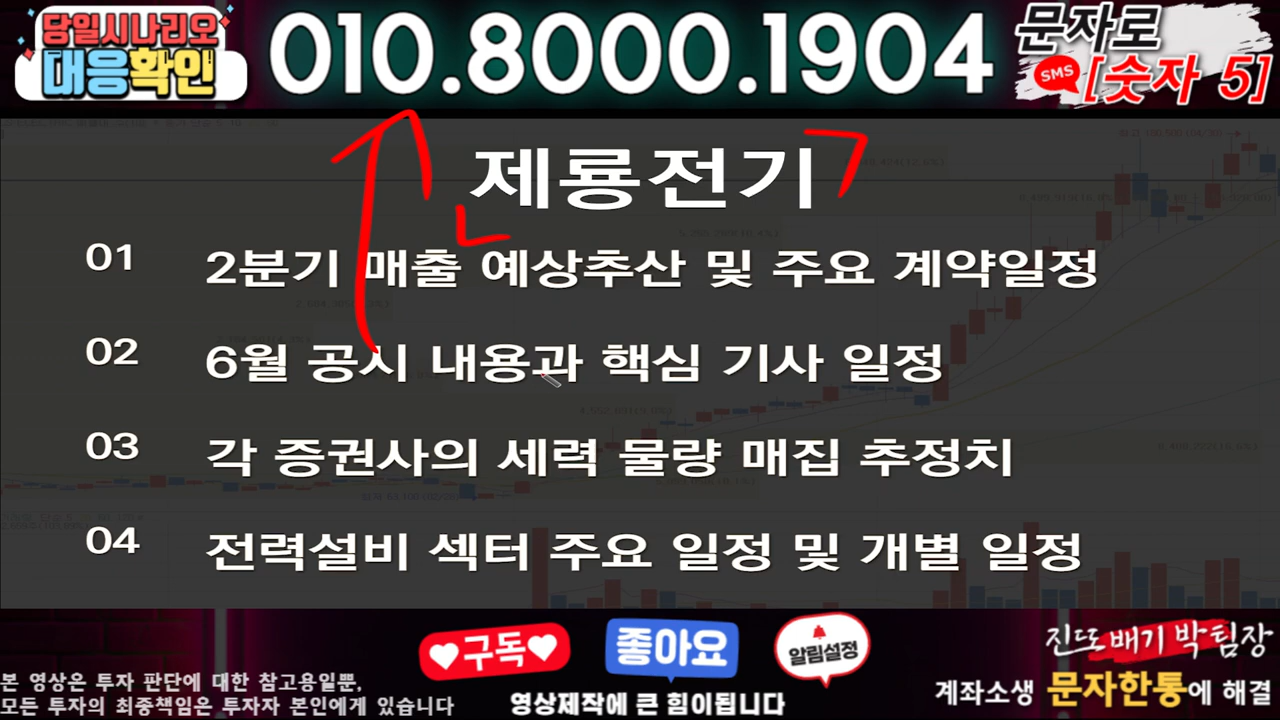 당일시나리오
대응확인
010.8000.1904
문자로
SMS [숫자 5]
제룡전기
01 2분기 매출 예상추산 및 주요 계약일정
02 6월 공시 내용과 핵심 기사 일정
03 각 증권사의 세력 물량 매집 추정치
04 전력설비 섹터 주요 일정 및 개별 일정
구독
좋아요
알림설정
진또배기 박팀장
본 영상은 투자 판단에 대한 참고용일뿐,
모든 투자의 최종책임은 투자자 본인에게 있습니다
영상제작에 큰 힘이됩니다
계좌소생 문자한통에 해결